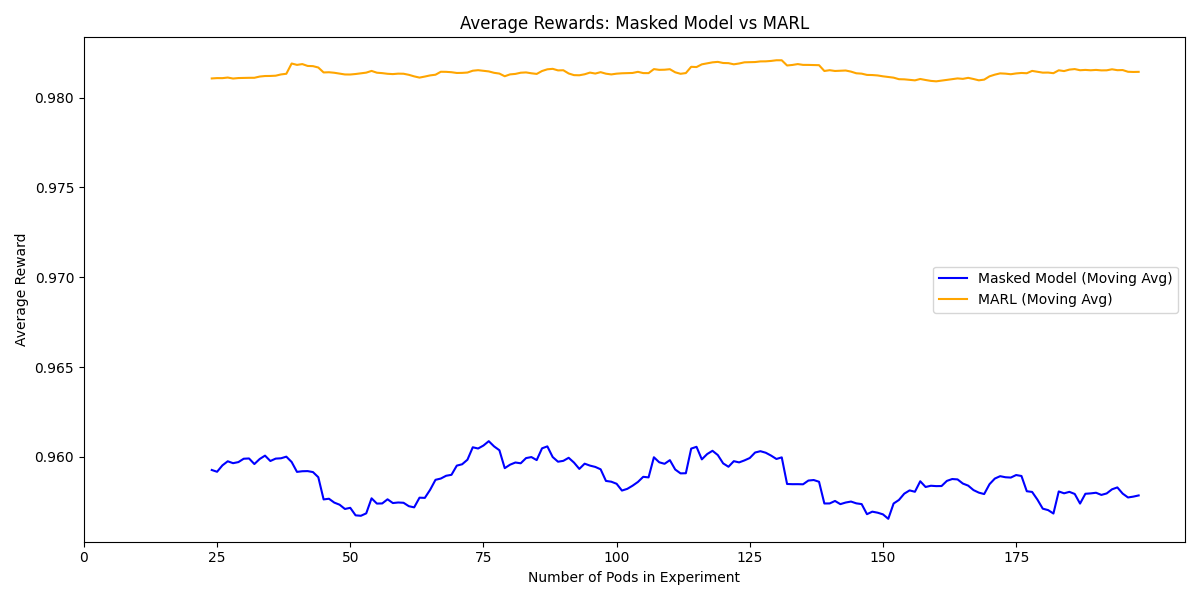 Average Rewards: Masked Model vs MARL
Average Reward
0.980
0.975
0.970
0.965
0.960
Masked Model (Moving Avg)
MARL (Moving Avg)
0
25
50
75
100
125
150
175
Number of Pods in Experiment